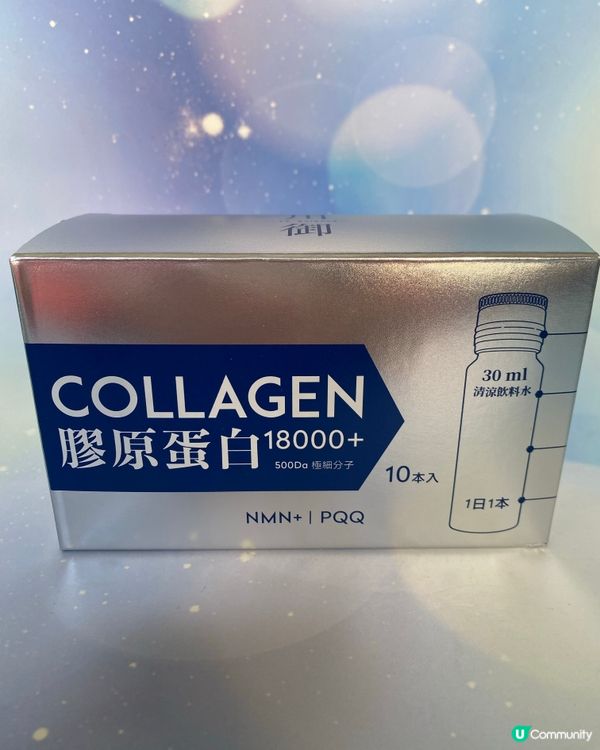 COLLAGEN
膠原蛋白18000+
500Da 極細分子
NMN+ | PQQ
10本入
30 ml
清涼飲料水
1日1本
U Community